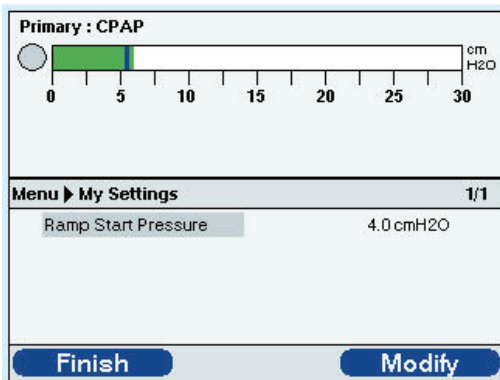 Primary : CPAP
cm
H2O
0 5 10 15 20 25 30
Menu ▶ My Settings 1/1
Ramp Start Pressure 4.0 cmH2O
Finish Modify